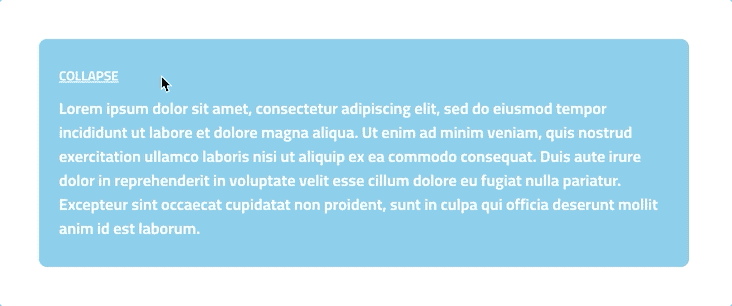 COLLAPSE
Lorem ipsum dolor sit amet, consectetur adipiscing elit, sed do eiusmod tempor
incididunt ut labore et dolore magna aliqua. Ut enim ad minim veniam, quis nostrud
exercitation ullamco laboris nisi ut aliquip ex ea commodo consequat. Duis aute irure
dolor in reprehenderit in voluptate velit esse cillum dolore eu fugiat nulla pariatur.
Excepteur sint occaecat cupidatat non proident, sunt in culpa qui officia deserunt mollit
anim id est laborum.